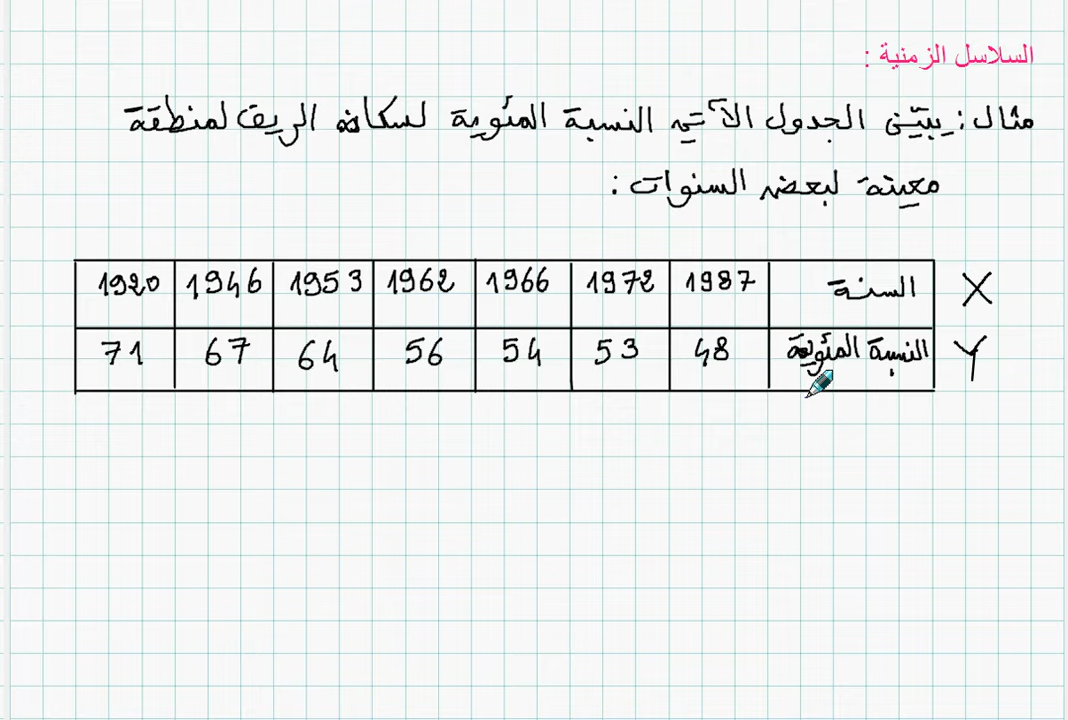 السلاسل الزمنية :
مثال : يبيّن الجدول الآتي النسبة المئوية لسكان الريف لمنطقة
معينة لبعض السنوات :
X السنة 1987 1972 1966 1962 1953 1946 1920
Y النسبة المئوية 48 53 54 56 64 67 71